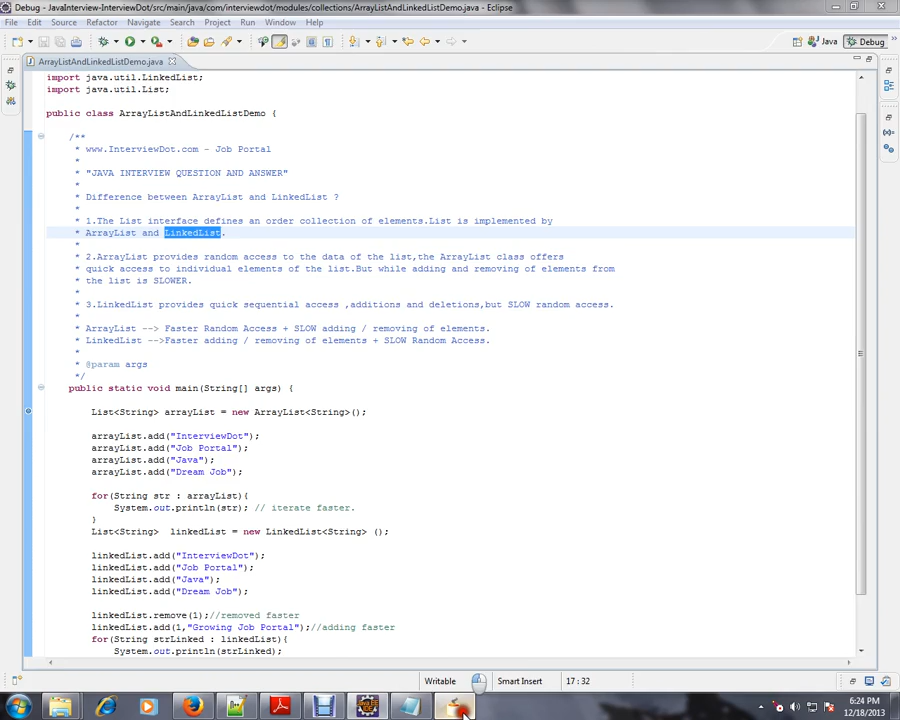 Debug - JavaInterview-InterviewDot/src/main/java/com/interviewdot/modules/collections/ArrayListAndLinkedListDemo.java - Eclipse
File Edit Source Refactor Navigate Search Project Run Window Help
Java Debug
ArrayListAndLinkedListDemo.java
import java.util.LinkedList;
import java.util.List;
public class ArrayListAndLinkedListDemo {
/**
* www.InterviewDot.com - Job Portal
*
* "JAVA INTERVIEW QUESTION AND ANSWER"
*
* Difference between ArrayList and LinkedList ?
*
* 1.The List interface defines an order collection of elements.List is implemented by
* ArrayList and LinkedList.
*
* 2.ArrayList provides random access to the data of the list,the ArrayList class offers
* quick access to individual elements of the list.But while adding and removing of elements from
* the list is SLOWER.
*
* 3.LinkedList provides quick sequential access ,additions and deletions,but SLOW random access.
*
* ArrayList --> Faster Random Access + SLOW adding / removing of elements.
* LinkedList -->Faster adding / removing of elements + SLOW Random Access.
*
* @param args
*/
public static void main(String[] args) {
List<String> arrayList = new ArrayList<String>();
arrayList.add("InterviewDot");
arrayList.add("Job Portal");
arrayList.add("Java");
arrayList.add("Dream Job");
for(String str : arrayList){
System.out.println(str); // iterate faster.
}
List<String> linkedList = new LinkedList<String> ();
linkedList.add("InterviewDot");
linkedList.add("Job Portal");
linkedList.add("Java");
linkedList.add("Dream Job");
linkedList.remove(1);//removed faster
linkedList.add(1,"Growing Job Portal");//adding faster
for(String strLinked : linkedList){
System.out.println(strLinked);
Writable Smart Insert 17 : 32
6:24 PM
12/18/2013